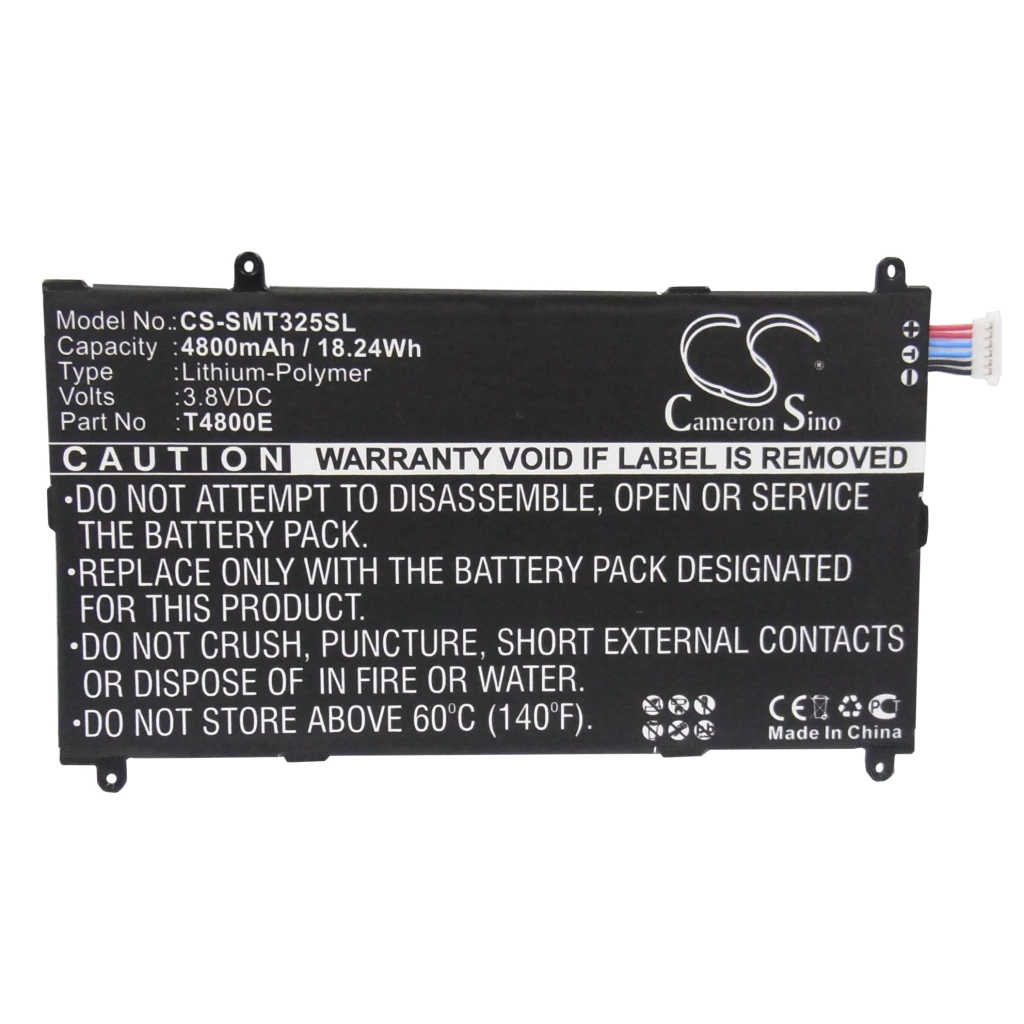 Model No.: CS-SMT325SL
Capacity : 4800mAh / 18.24Wh
Type : Lithium-Polymer
Volts : 3.8VDC
Part No : T4800E
Cameron Sino
®
CAUTION WARRANTY VOID IF LABEL IS REMOVED
•DO NOT ATTEMPT TO DISASSEMBLE, OPEN OR SERVICE
THE BATTERY PACK.
•REPLACE ONLY WITH THE BATTERY PACK DESIGNATED
FOR THIS PRODUCT.
•DO NOT CRUSH, PUNCTURE, SHORT EXTERNAL CONTACTS
OR DISPOSE OF IN FIRE OR WATER.
•DO NOT STORE ABOVE 60°C (140°F).
+
T
−
CE PCT
Made In China